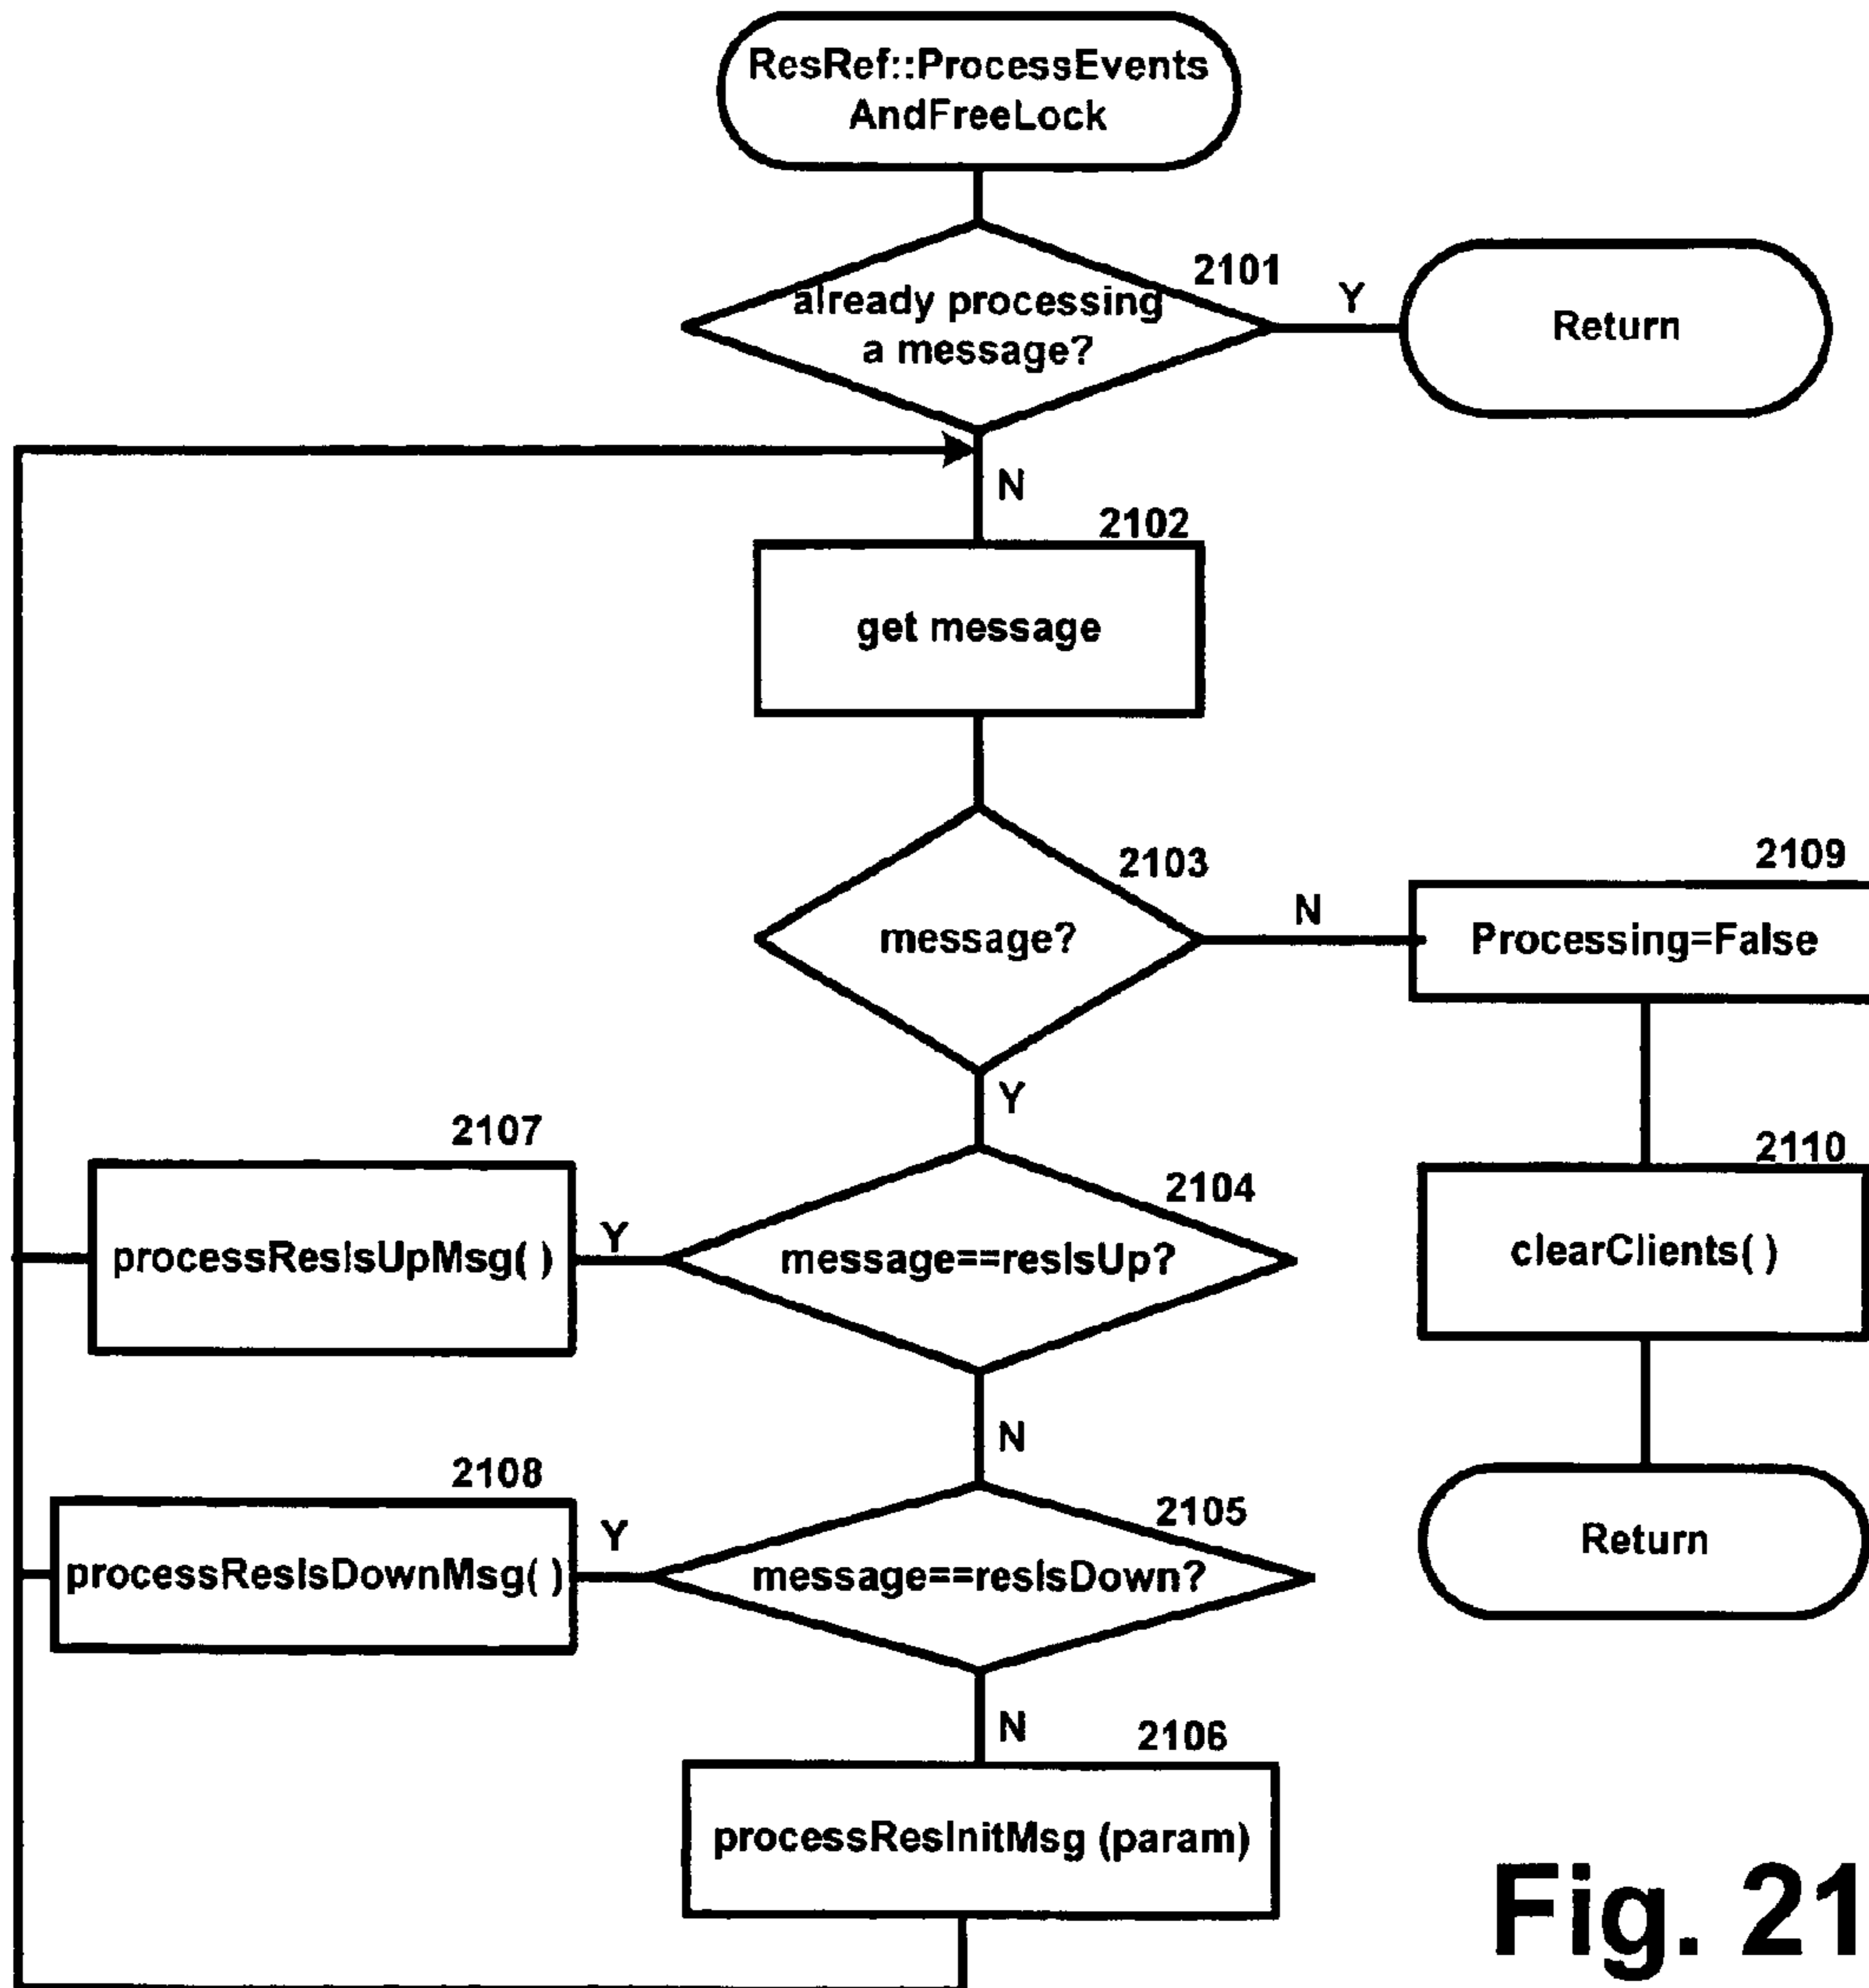 ResRef::ProcessEvents
AndFreeLock
2101
already processing
a message?
Y
Return
N
2102
get message
2103
message?
N
2109
Processing=False
Y
2107
processResIsUpMsg( )
Y
2104
message==resIsUp?
2110
clearClients( )
N
2108
processResIsDownMsg( )
Y
2105
message==resIsDown?
Return
N
2106
processResInitMsg (param)
Fig. 21